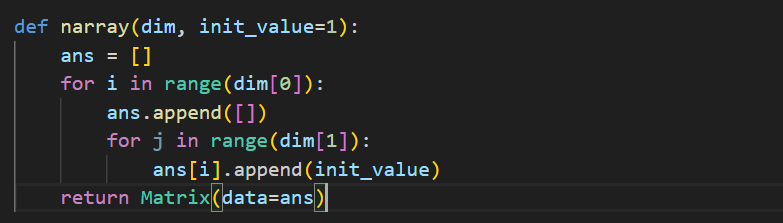 def narray(dim, init_value=1):
    ans = []
    for i in range(dim[0]):
        ans.append([])
        for j in range(dim[1]):
            ans[i].append(init_value)
    return Matrix(data=ans)